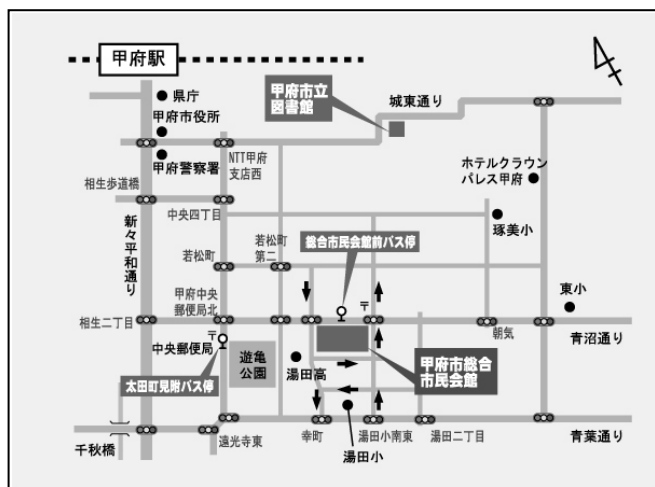 甲府駅
県庁
甲府市役所
甲府警察署
甲府市立
図書館
城東通り
NTT甲府
支店西
相生歩道橋
ホテルクラウン
パレス甲府
中央四丁目
琢美小
新々平和通り
若松町
若松町
第二
総合市民会館前バス停
甲府中央
郵便局北
〒
東小
相生二丁目
朝気
青沼通り
〒
中央郵便局
太田町見附バス停
遊亀
公園
湯田高
甲府市総合
市民会館
千秋橋
遠光寺東
幸町
湯田小南東
湯田二丁目
青葉通り
湯田小